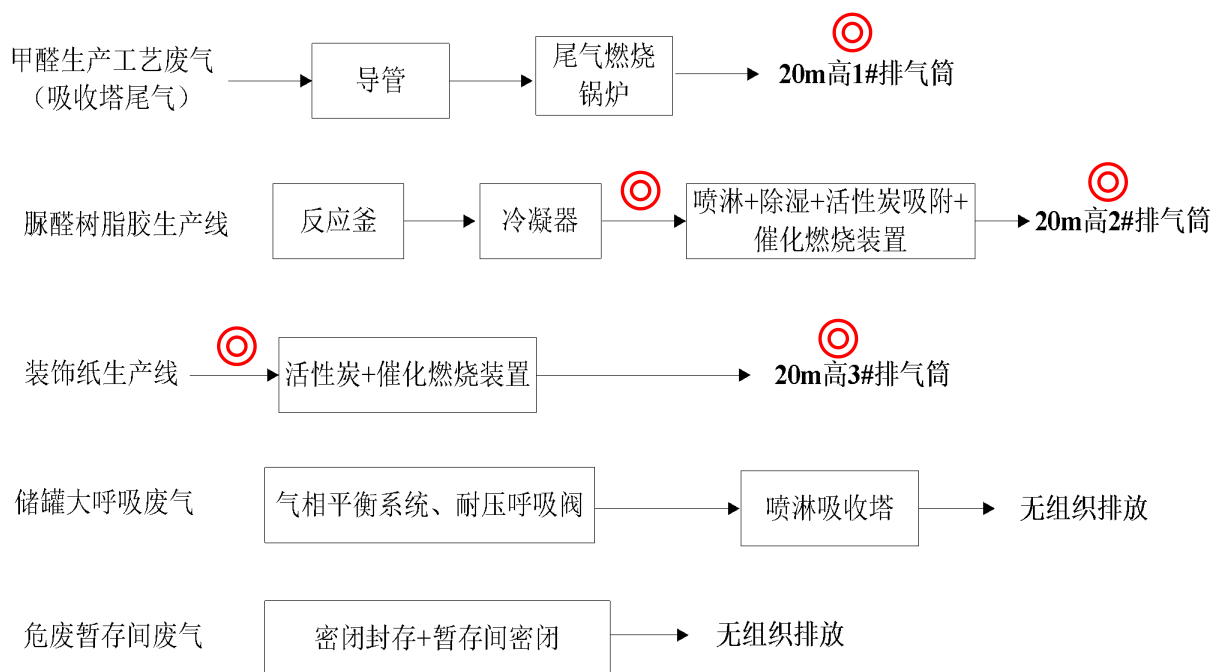 甲醛生产工艺废气
（吸收塔尾气）
导管
尾气燃烧
锅炉
20m高1#排气筒
脲醛树脂胶生产线
反应釜
冷凝器
喷淋+除湿+活性炭吸附+
催化燃烧装置
20m高2#排气筒
装饰纸生产线
活性炭+催化燃烧装置
20m高3#排气筒
储罐大呼吸废气
气相平衡系统、耐压呼吸阀
喷淋吸收塔
无组织排放
危废暂存间废气
密闭封存+暂存间密闭
无组织排放